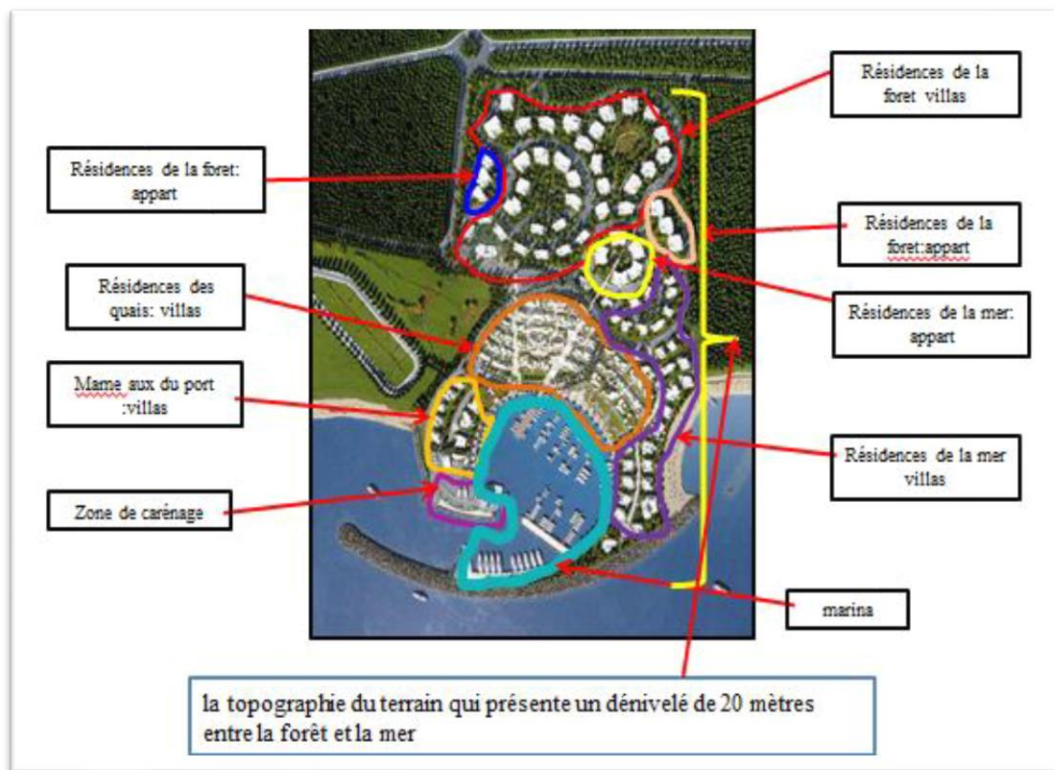 Résidences de la
foret villas
Résidences de la foret:
appart
Résidences de la
foret:appart
Résidences des
quais: villas
Résidences de la mer:
appart
Mame aux du port
:villas
Résidences de la mer
villas
Zone de carènage
marina
la topographie du terrain qui présente un dénivelé de 20 mètres
entre la forêt et la mer